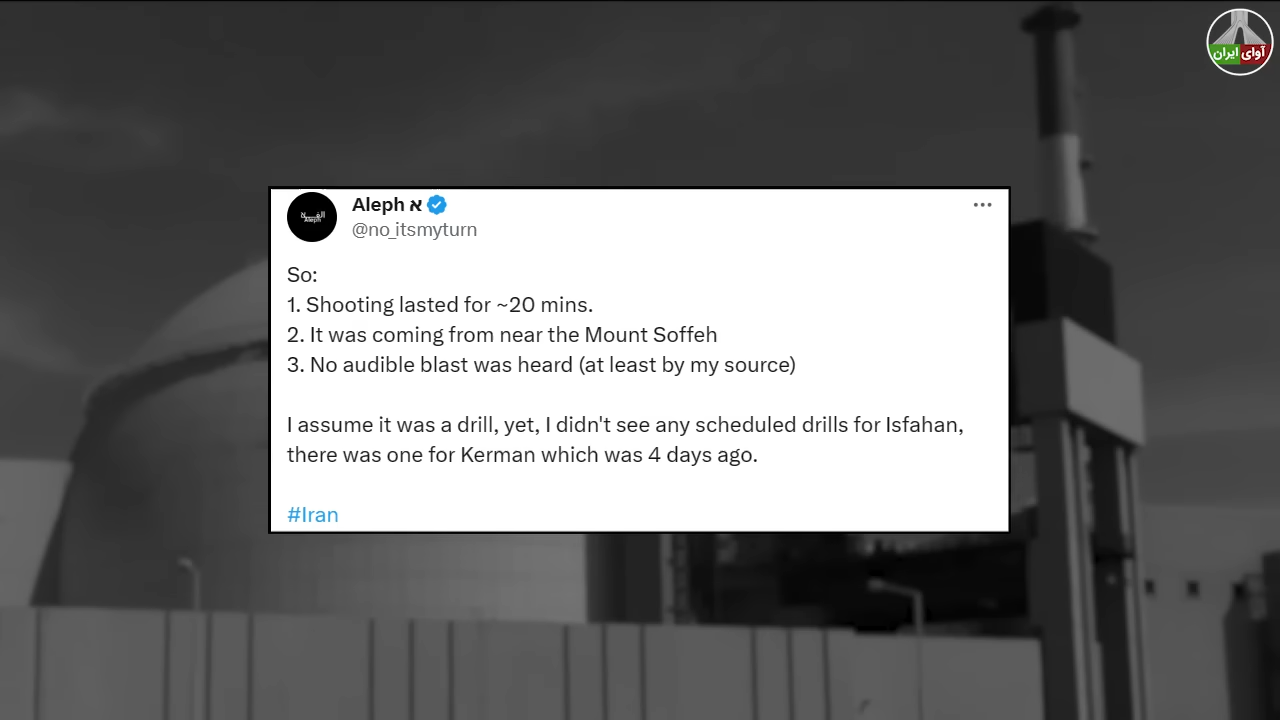 آوای ایران
Aleph א
@no_itsmyturn
So:
1. Shooting lasted for ~20 mins.
2. It was coming from near the Mount Soffeh
3. No audible blast was heard (at least by my source)
I assume it was a drill, yet, I didn't see any scheduled drills for Isfahan,
there was one for Kerman which was 4 days ago.
#Iran